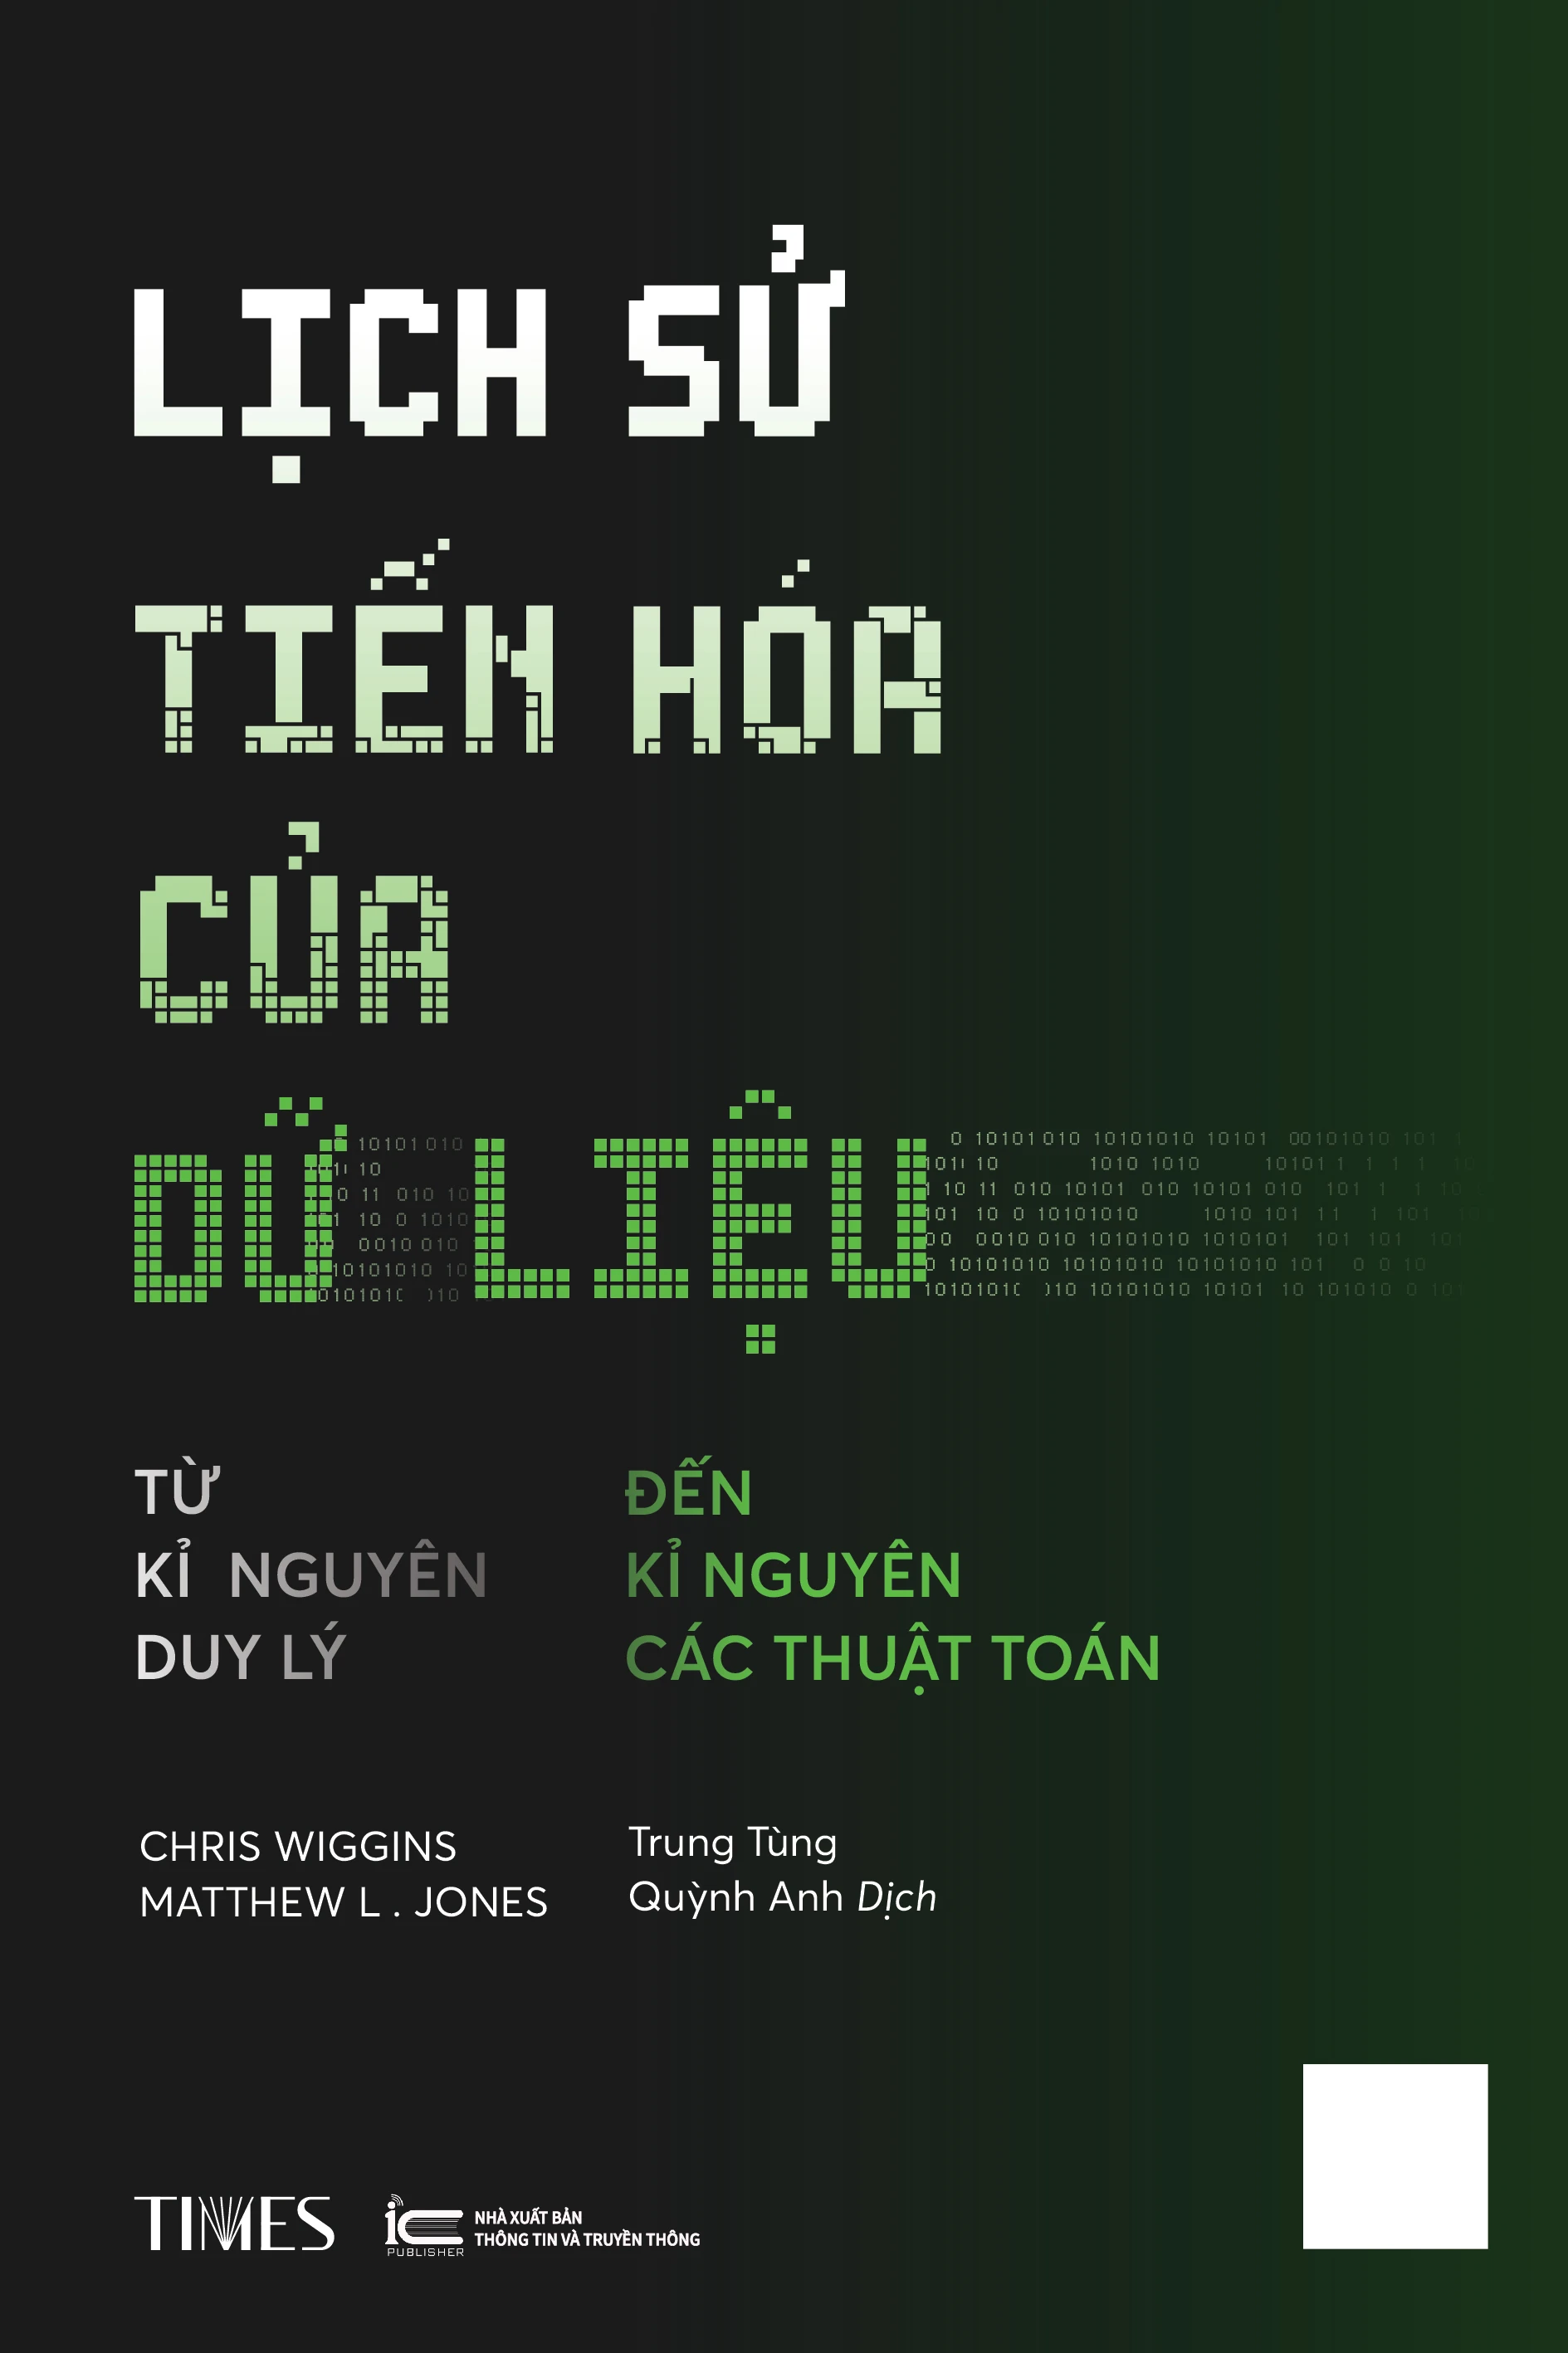 LỊCH SỬ
TIẾN HÓA
CỦA
DỮ LIỆU
TỪ
KỈ NGUYÊN
DUY LÝ
ĐẾN
KỈ NGUYÊN
CÁC THUẬT TOÁN
CHRIS WIGGINS
MATTHEW L . JONES
Trung Tùng
Quỳnh Anh Dịch
TIMES
ic
PUBLISHER
NHÀ XUẤT BẢN
THÔNG TIN VÀ TRUYỀN THÔNG